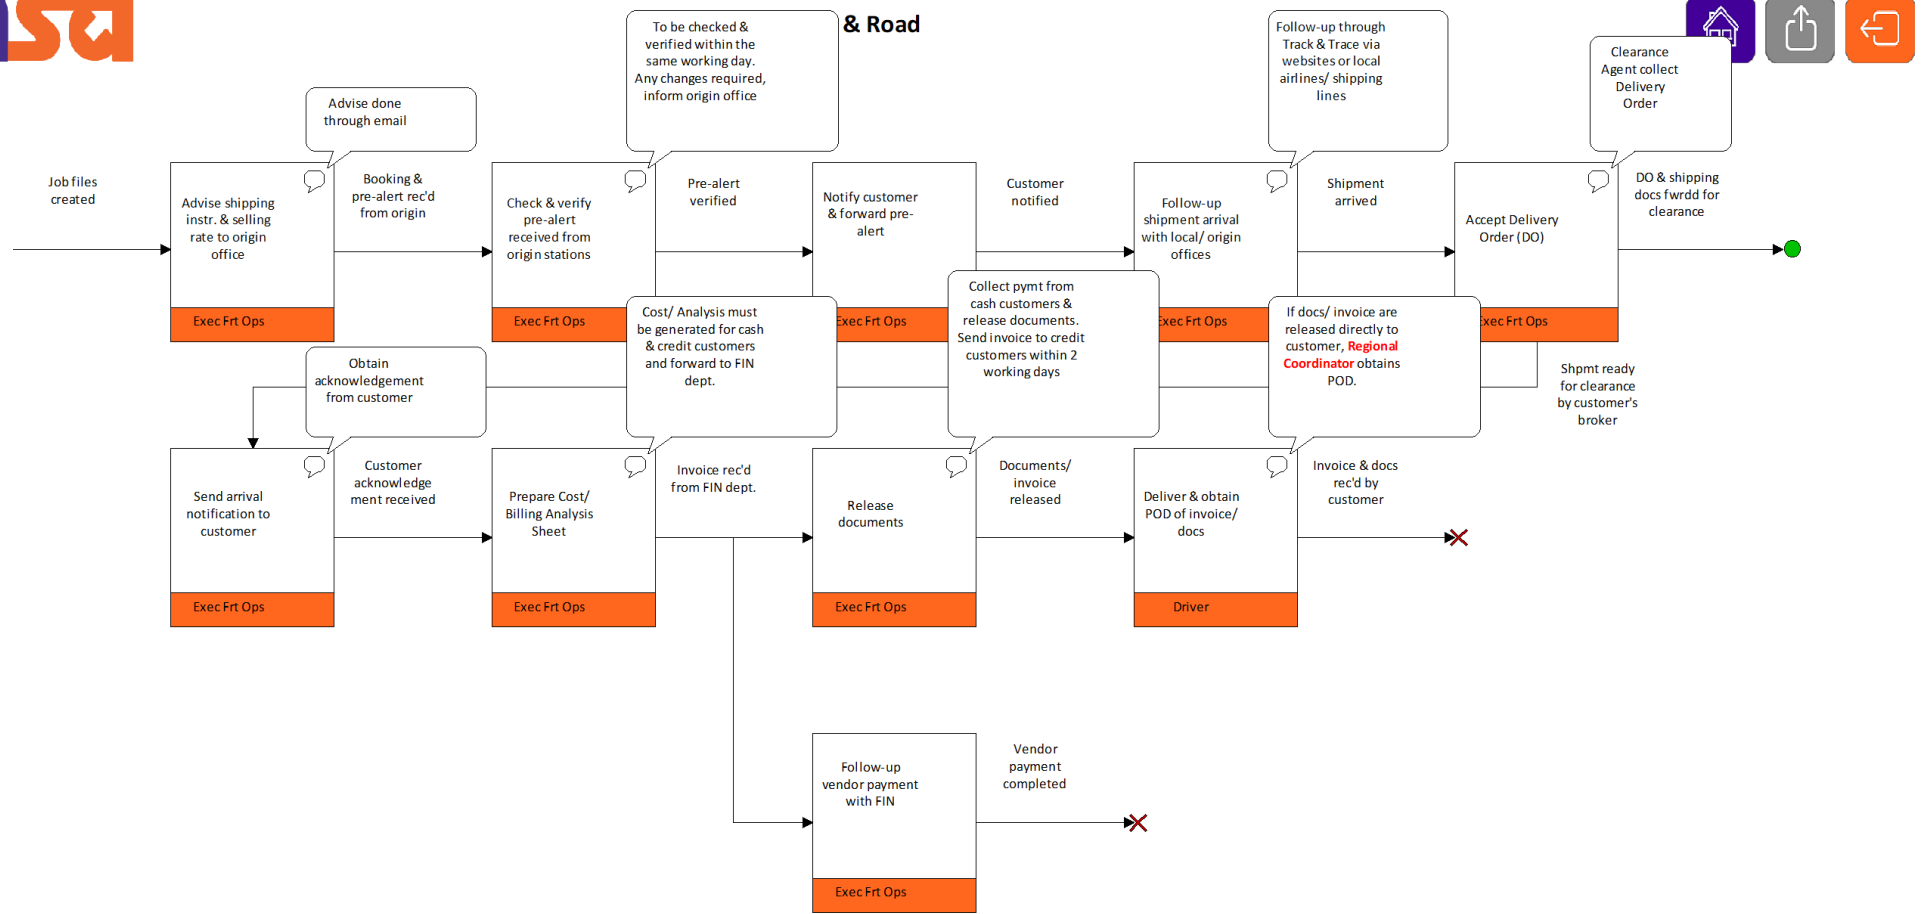 & Road
To be checked &
verified within the
same working day.
Any changes required,
inform origin office
Follow-up through
Track & Trace via
websites or local
airlines/ shipping
lines
Clearance
Agent collect
Delivery
Order
Advise done
through email
Job files
created
Advise shipping
instr. & selling
rate to origin
office
Exec Frt Ops
Booking &
pre-alert rec'd
from origin
Check & verify
pre-alert
received from
origin stations
Exec Frt Ops
Pre-alert
verified
Notify customer
& forward pre-
alert
Exec Frt Ops
Customer
notified
Follow-up
shipment arrival
with local/ origin
offices
Exec Frt Ops
Shipment
arrived
Accept Delivery
Order (DO)
Exec Frt Ops
DO & shipping
docs fwrdd for
clearance
Obtain
acknowledgement
from customer
Cost/ Analysis must
be generated for cash
& credit customers
and forward to FIN
dept.
Collect pymt from
cash customers &
release documents.
Send invoice to credit
customers within 2
working days
If docs/ invoice are
released directly to
customer, Regional
Coordinator obtains
POD.
Shpmt ready
for clearance
by customer's
broker
Send arrival
notification to
customer
Exec Frt Ops
Customer
acknowledge
ment received
Prepare Cost/
Billing Analysis
Sheet
Exec Frt Ops
Invoice rec'd
from FIN dept.
Release
documents
Exec Frt Ops
Documents/
invoice
released
Deliver & obtain
POD of invoice/
docs
Driver
Invoice & docs
rec'd by
customer
Follow-up
vendor payment
with FIN
Exec Frt Ops
Vendor
payment
completed